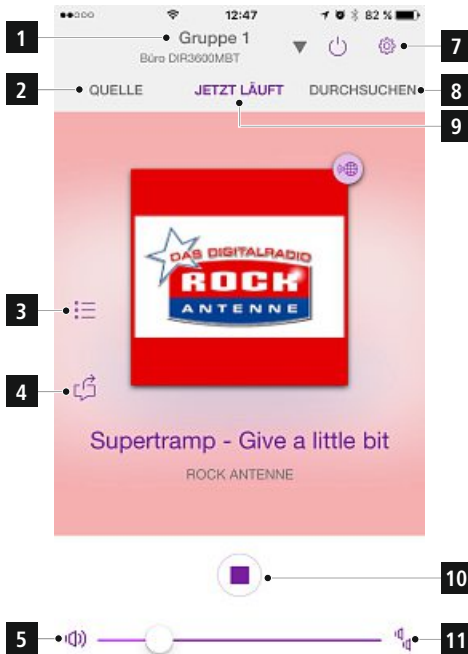 12:47
82 %
1
Gruppe 1
Büro DIR3600MBT
7
2
QUELLE
JETZT LÄUFT
DURCHSUCHEN
8
9
DAS DIGITALRADIO
ROCK
ANTENNE
3
4
Supertramp - Give a little bit
ROCK ANTENNE
10
5
11